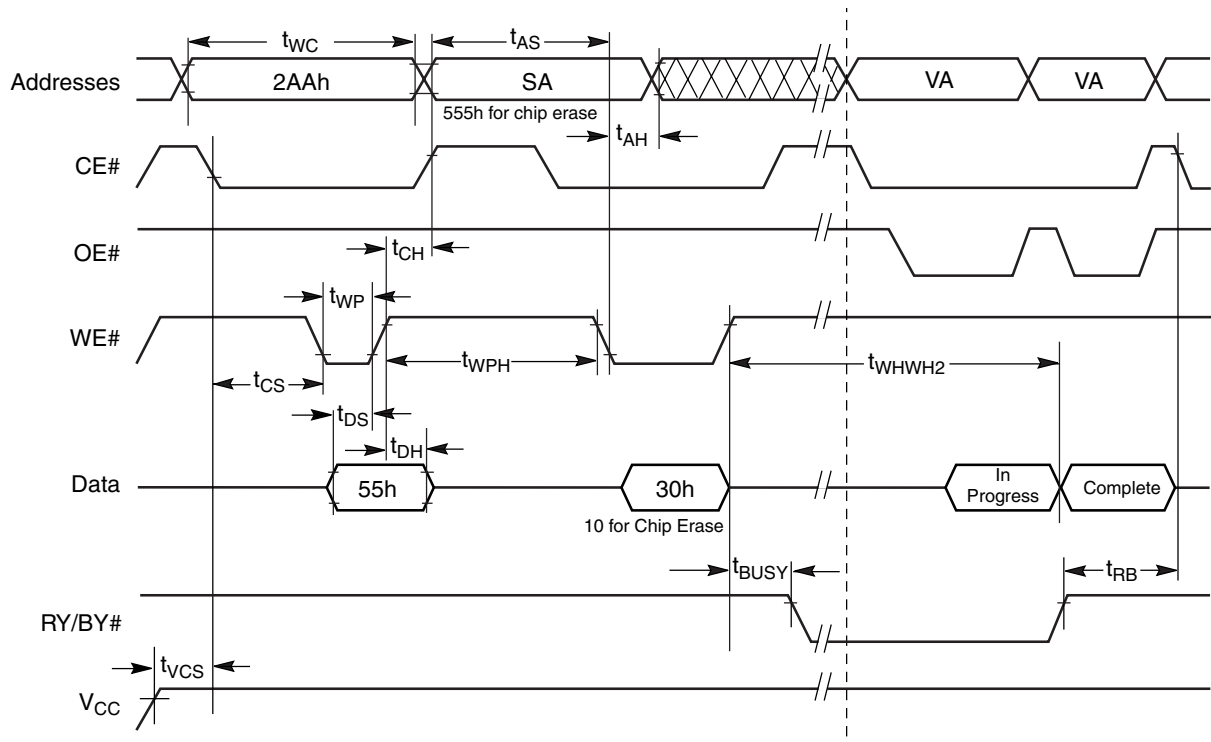 tWC
tAS
Addresses
2AAh
SA
VA
VA
555h for chip erase
tAH
CE#
OE#
tCH
tWP
WE#
tWPH
tWHWH2
tCS
tDS
tDH
Data
55h
30h
In
Progress
Complete
10 for Chip Erase
tBUSY
tRB
RY/BY#
tVCS
VCC